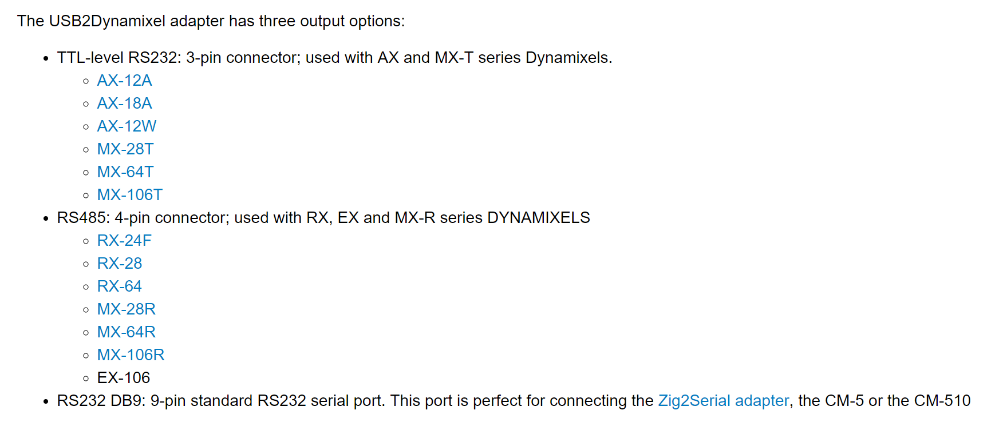 The USB2Dynamixel adapter has three output options:
• TTL-level RS232: 3-pin connector; used with AX and MX-T series Dynamixels.
◦ AX-12A
◦ AX-18A
◦ AX-12W
◦ MX-28T
◦ MX-64T
◦ MX-106T
• RS485: 4-pin connector; used with RX, EX and MX-R series DYNAMIXELS
◦ RX-24F
◦ RX-28
◦ RX-64
◦ MX-28R
◦ MX-64R
◦ MX-106R
◦ EX-106
• RS232 DB9: 9-pin standard RS232 serial port. This port is perfect for connecting the Zig2Serial adapter, the CM-5 or the CM-510